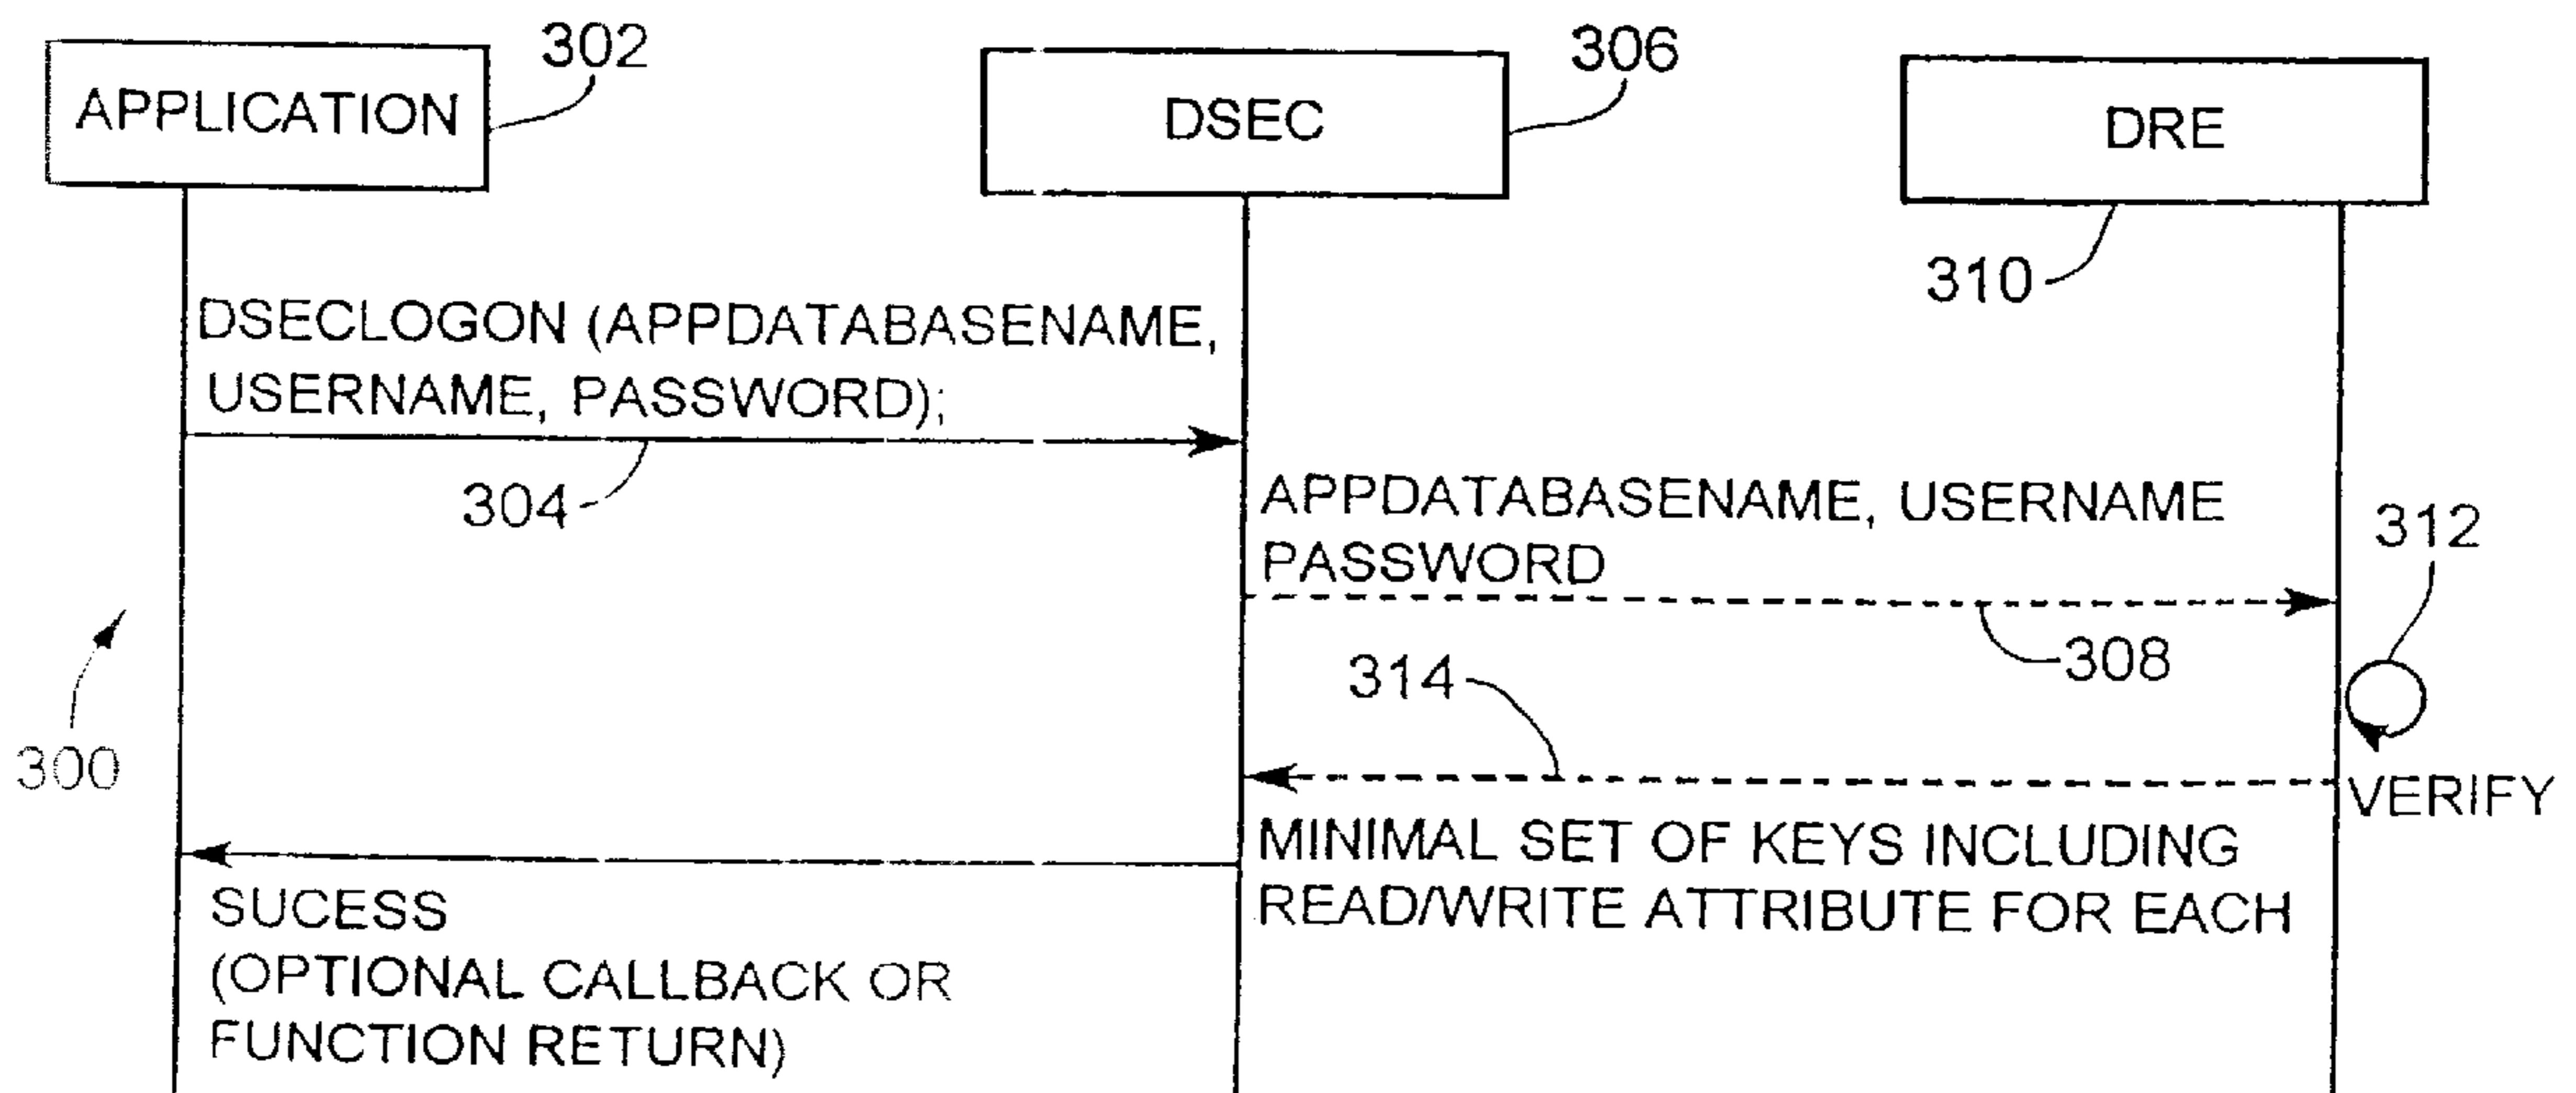 APPLICATION
302
DSEC
306
DRE
310
DSECLOGON (APPDATABASENAME,
USERNAME, PASSWORD);
304
APPDATABASENAME, USERNAME
PASSWORD
308
312
VERIFY
314
MINIMAL SET OF KEYS INCLUDING
READ/WRITE ATTRIBUTE FOR EACH
300
SUCESS
(OPTIONAL CALLBACK OR
FUNCTION RETURN)